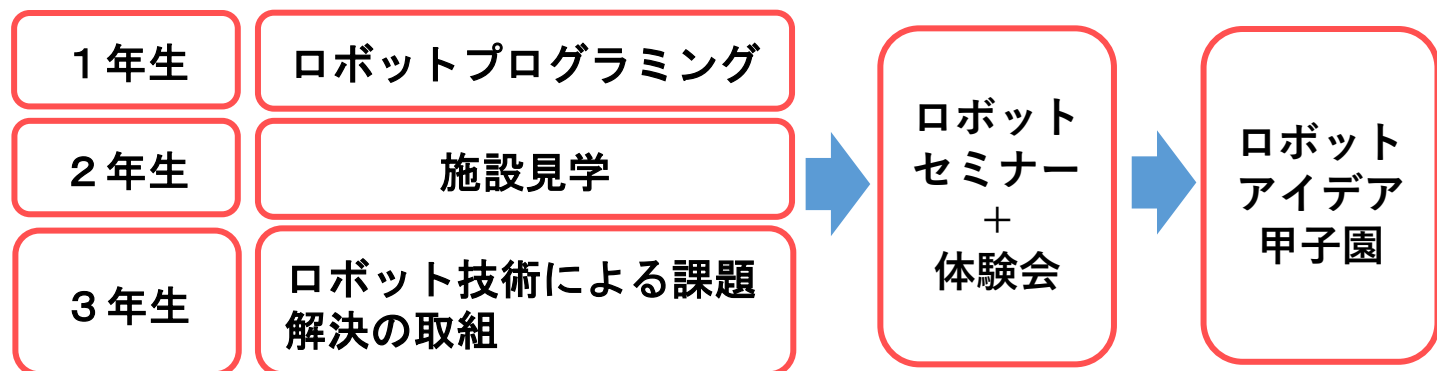 １年生
ロボットプログラミング
２年生
施設見学
３年生
ロボット技術による課題
解決の取組
ロボット
セミナー
＋
体験会
ロボット
アイデア
甲子園